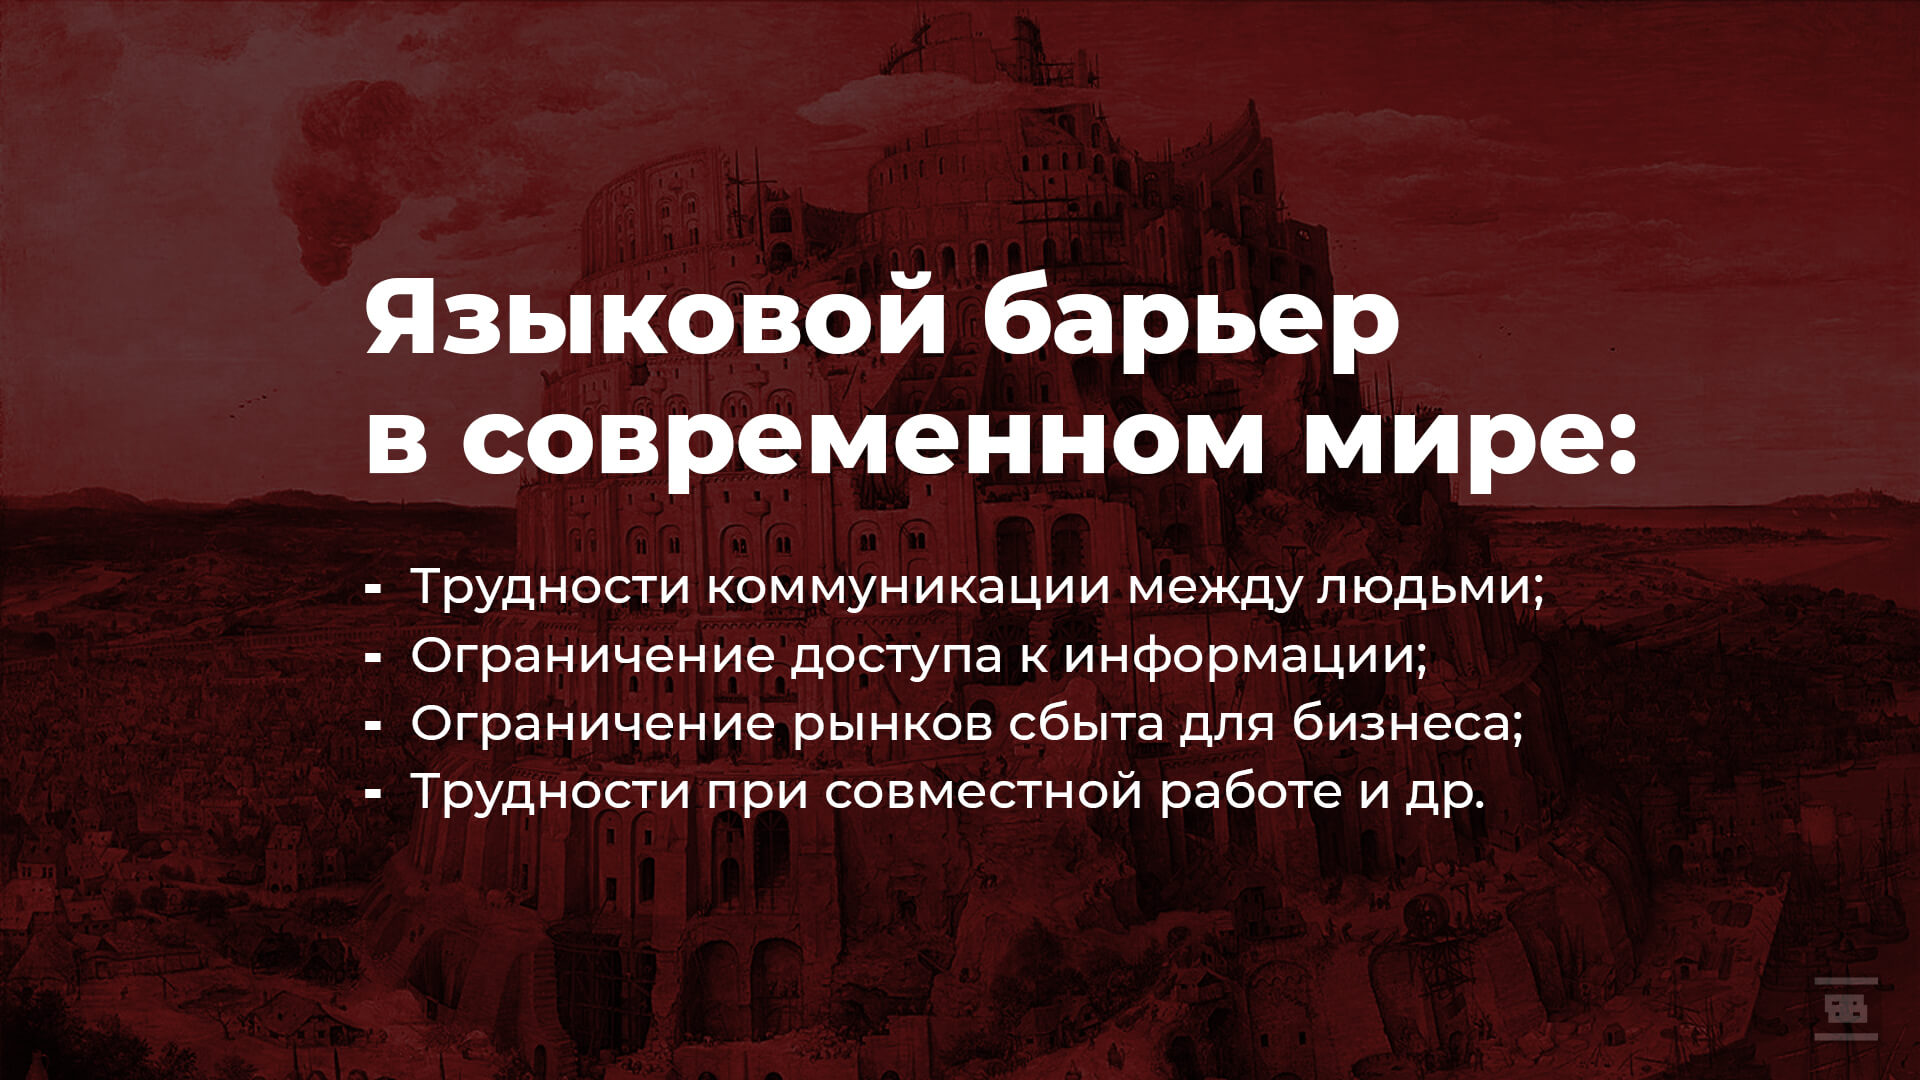 Языковой барьер
в современном мире:
- Трудности коммуникации между людьми;
- Ограничение доступа к информации;
- Ограничение рынков сбыта для бизнеса;
- Трудности при совместной работе и др.